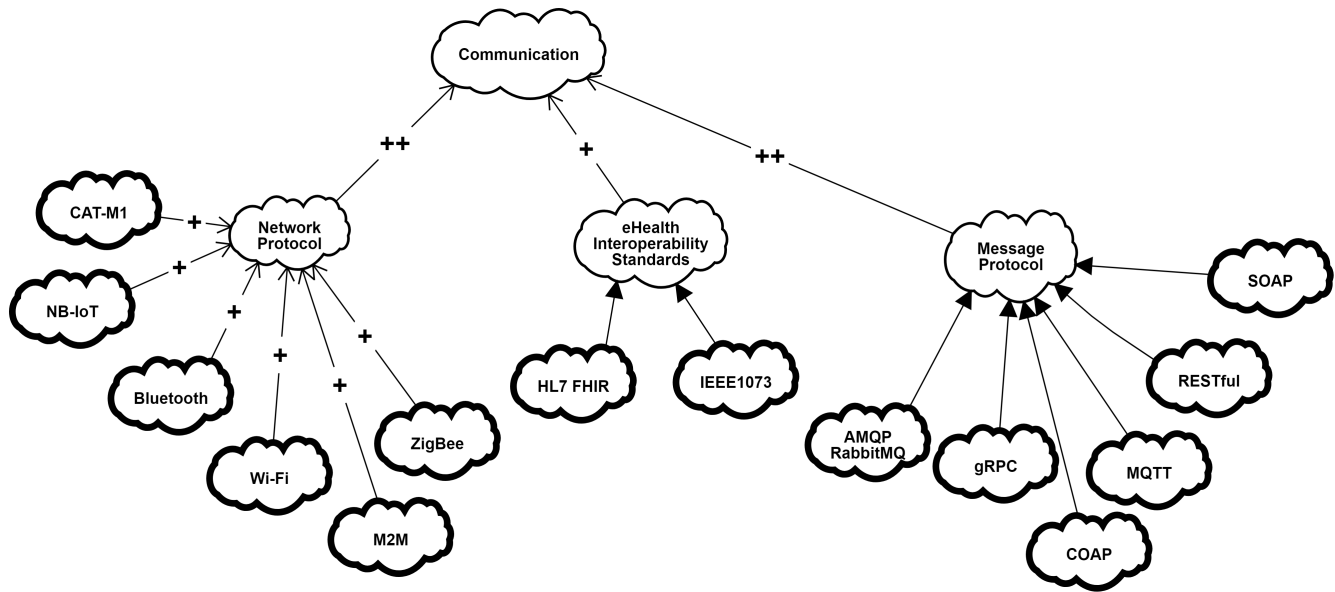 Communication
++
+
++
CAT-M1
+
Network
Protocol
eHealth
Interoperability
Standards
Message
Protocol
NB-IoT
+
SOAP
Bluetooth
+
+
+
+
HL7 FHIR
IEEE1073
RESTful
Wi-Fi
ZigBee
AMQP
RabbitMQ
gRPC
MQTT
M2M
COAP